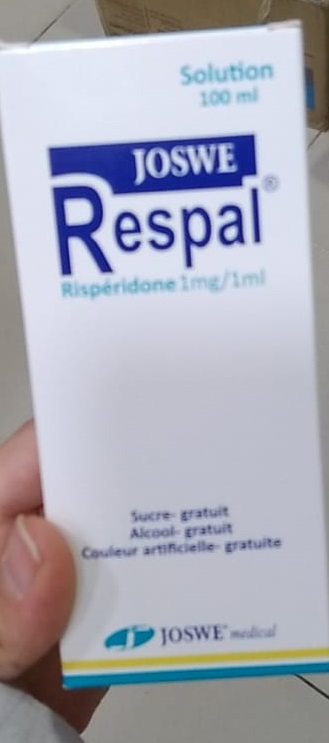 Solution
100 ml
JOSWE
Respal®
Rispéridone 1mg/1ml
Sucre- gratuit
Alcool- gratuit
Couleur artificielle- gratuite
JOSWE medical